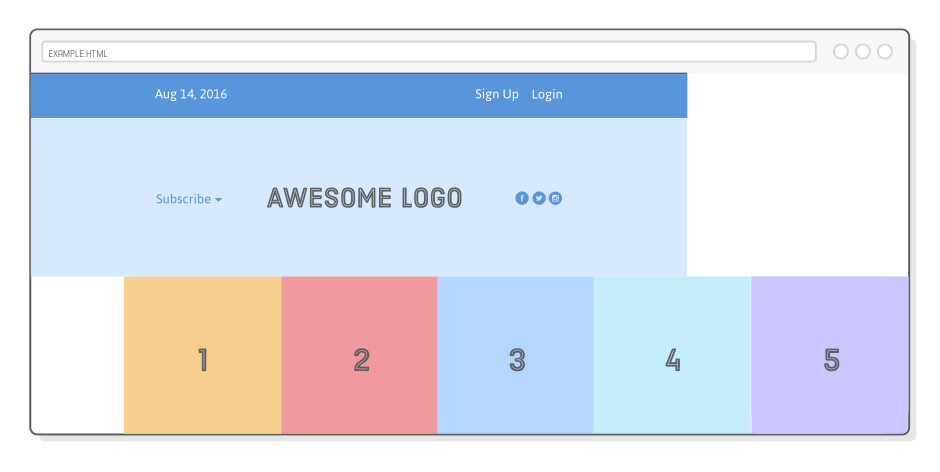 EXAMPLE.HTML
Aug 14, 2016 Sign Up Login
Subscribe AWESOME LOGO
1 2 3 4 5